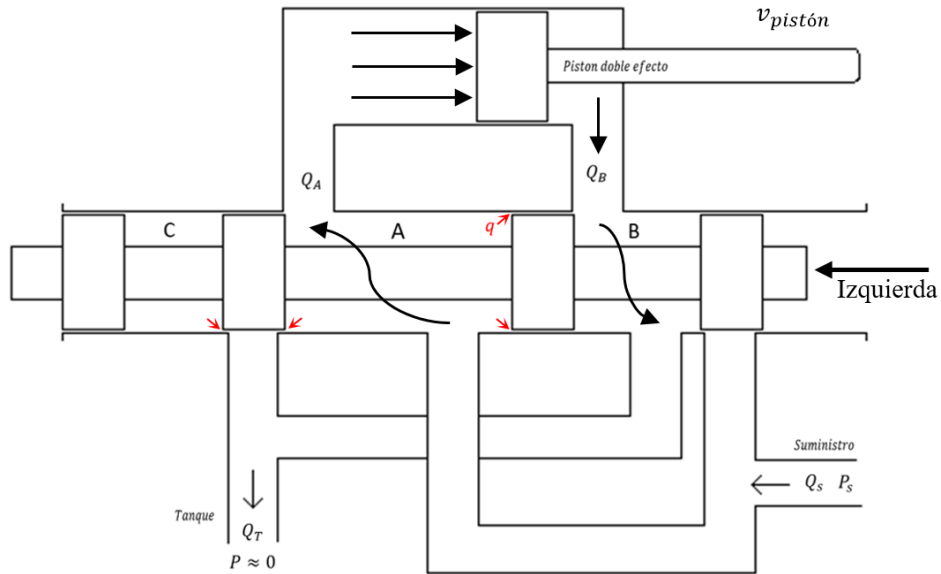 v_pistón
Piston doble efecto
Q_A
Q_B
C
A
q
B
Izquierda
Suministro
Q_s P_s
Tanque
Q_T
P ≈ 0